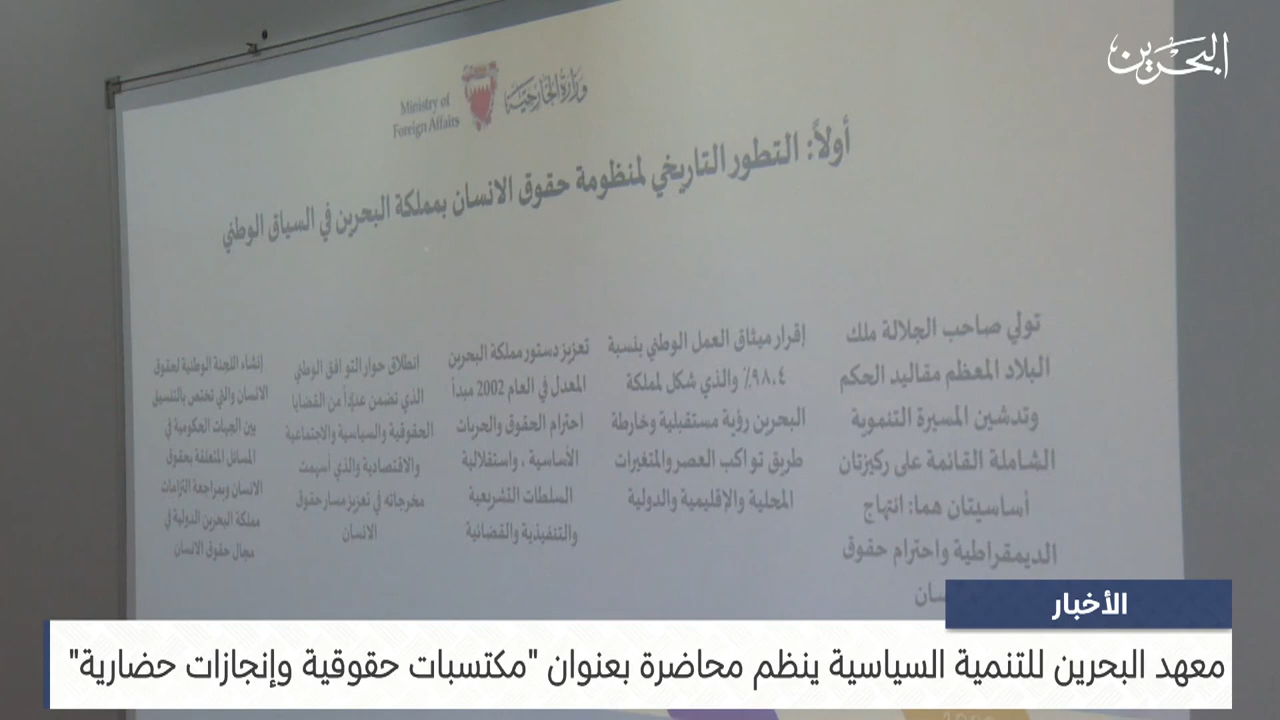 البحرين
وزارة الخارجية
Ministry of
Foreign Affairs
أولاً: التطور التاريخي لمنظومة حقوق الانسان بمملكة البحرين في السياق الوطني
تولي صاحب الجلالة ملك
البلاد المعظم مقاليد الحكم
وتدشين المسيرة التنموية
الشاملة القائمة على ركيزتان
أساسيتان هما: انتهاج
الديمقراطية واحترام حقوق
إقرار ميثاق العمل الوطني بنسبة
٩٨.٤٪ والذي شكل لمملكة
البحرين رؤية مستقبلية وخارطة
طريق تواكب العصر والمتغيرات
المحلية والإقليمية والدولية
تعزيز دستور مملكة البحرين
المعدل في العام 2002 مبدأ
احترام الحقوق والحريات
الأساسية ، واستقلالية
السلطات التشريعية
والتنفيذية والقضائية
انطلاق حوار التوافق الوطني
الذي تضمن عدداً من القضايا
الحقوقية والسياسية والاجتماعية
والاقتصادية والذي أسهمت
مخرجاته في تعزيز مسار حقوق
الانسان
إنشاء اللجنة الوطنية لحقوق
الانسان والتي تختص بالتنسيق
بين الجهات الحكومية في
المسائل المتعلقة بحقوق
الانسان وبمراجعة التزامات
مملكة البحرين الدولية في
مجال حقوق الانسان
الأخبار
معهد البحرين للتنمية السياسية ينظم محاضرة بعنوان "مكتسبات حقوقية وإنجازات حضارية"